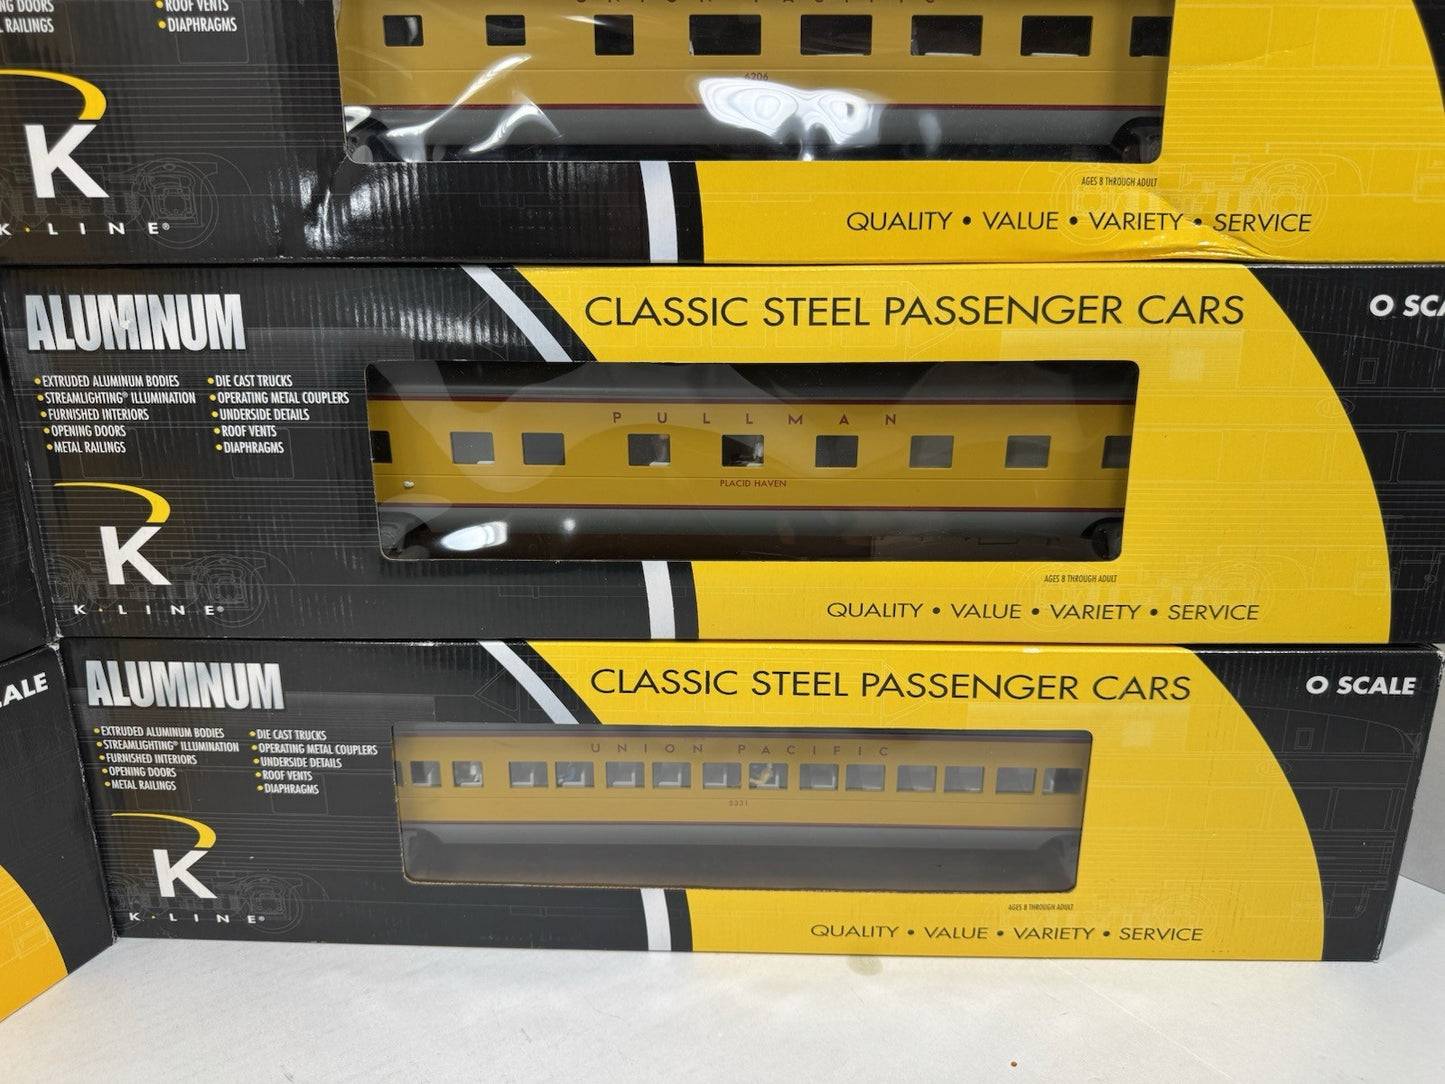 ROOF VENTS
RAILINGS
•DIAPHRAGMS
UNION PACIFIC
6206
K
K·LINE®
AGES 8 THROUGH ADULT
QUALITY • VALUE • VARIETY • SERVICE
ALUMINUM
CLASSIC STEEL PASSENGER CARS
•EXTRUDED ALUMINUM BODIES
•STREAMLIGHTING® ILLUMINATION
•FURNISHED INTERIORS
•OPENING DOORS
•METAL RAILINGS
•DIE CAST TRUCKS
•OPERATING METAL COUPLERS
•UNDERSIDE DETAILS
•ROOF VENTS
•DIAPHRAGMS
PULLMAN
PLACID HAVEN
K
K·LINE®
AGES 8 THROUGH ADULT
QUALITY • VALUE • VARIETY • SERVICE
ALUMINUM
CLASSIC STEEL PASSENGER CARS
O SCALE
•EXTRUDED ALUMINUM BODIES
•STREAMLIGHTING® ILLUMINATION
•FURNISHED INTERIORS
•OPENING DOORS
•METAL RAILINGS
•DIE CAST TRUCKS
•OPERATING METAL COUPLERS
•UNDERSIDE DETAILS
•ROOF VENTS
•DIAPHRAGMS
UNION PACIFIC
5331
K
K·LINE®
AGES 8 THROUGH ADULT
QUALITY • VALUE • VARIETY • SERVICE